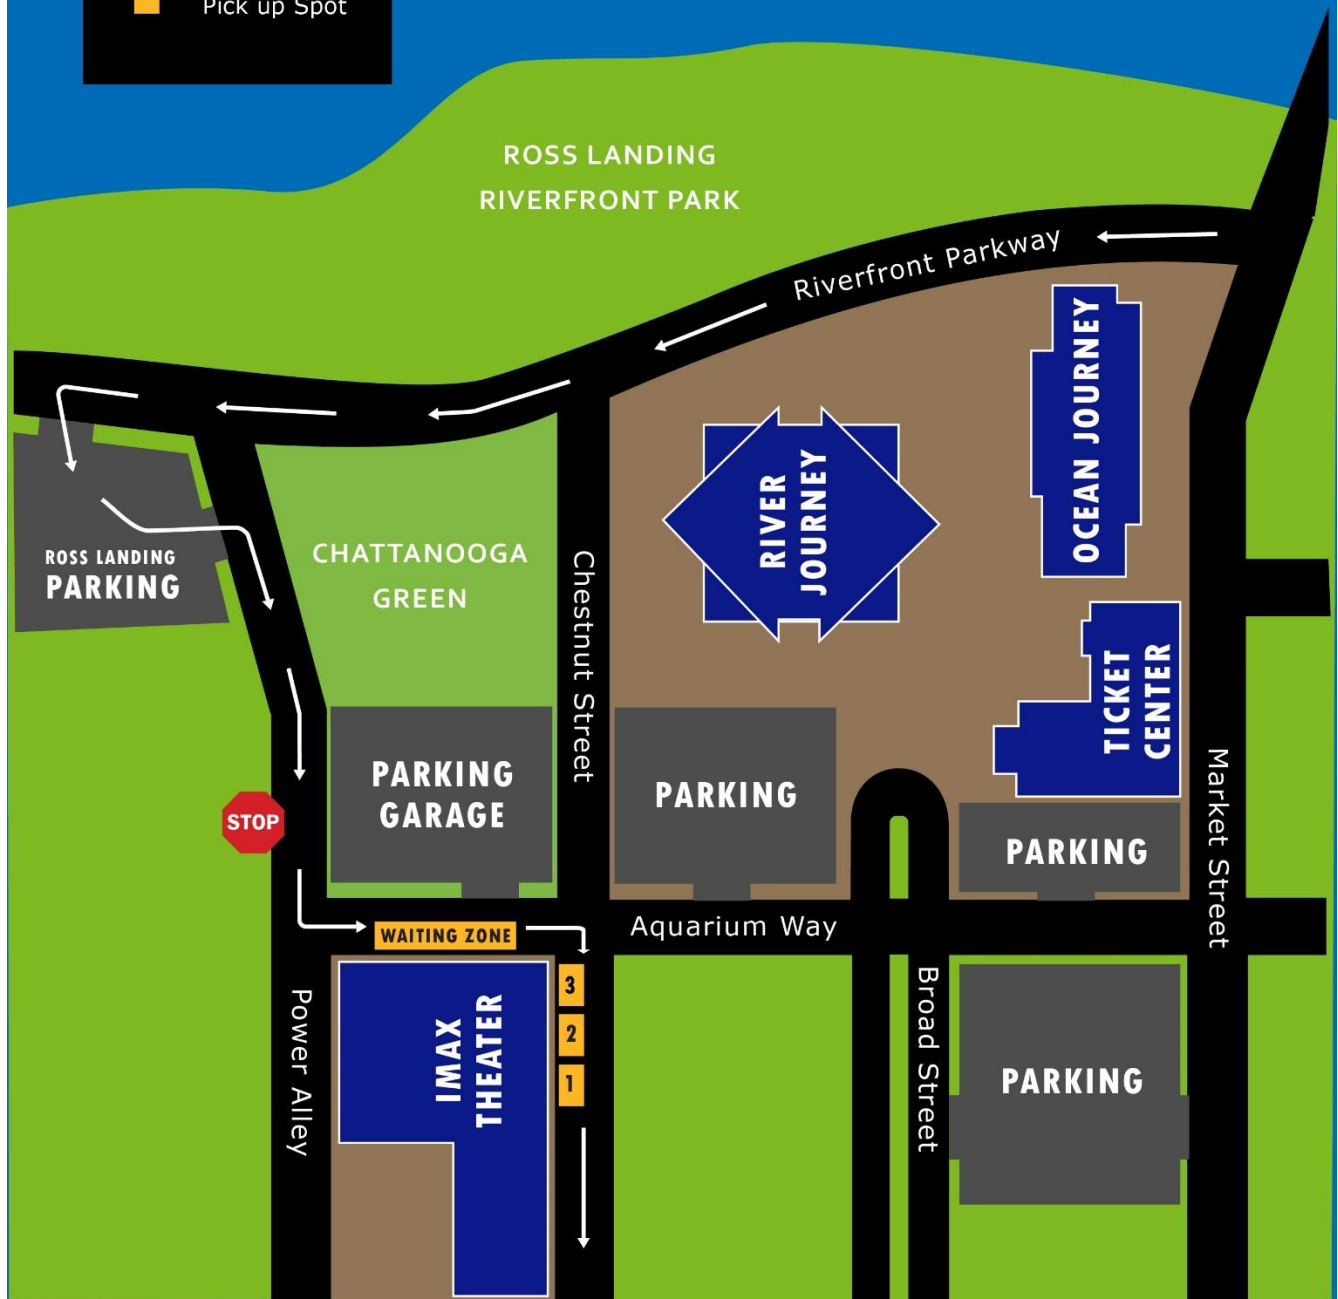 Pick up Spot
ROSS LANDING
RIVERFRONT PARK
Riverfront Parkway
OCEAN JOURNEY
RIVER
JOURNEY
CHATTANOOGA
GREEN
ROSS LANDING
PARKING
Chestnut Street
TICKET
CENTER
PARKING
GARAGE
PARKING
STOP
PARKING
Market Street
WAITING ZONE
Aquarium Way
3
2
1
IMAX
THEATER
Power Alley
Broad Street
PARKING